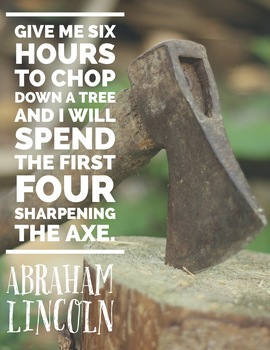 GIVE ME SIX
HOURS
TO CHOP
DOWN A TREE
AND I WILL
SPEND
THE FIRST
FOUR
SHARPENING
THE AXE.
ABRAHAM
LINCOLN